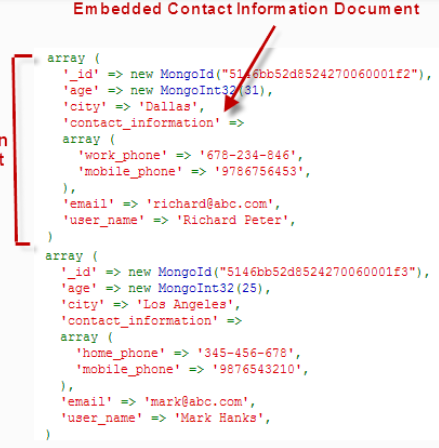 Embedded Contact Information Document
array (
'_id' => new MongoId("5146bb52d8524270060001f2"),
'age' => new MongoInt32(31),
'city' => 'Dallas',
'contact_information' =>
array (
'work_phone' => '678-234-846',
'mobile_phone' => '9786756453',
),
'email' => 'richard@abc.com',
'user_name' => 'Richard Peter',
)
n
t
array (
'_id' => new MongoId("5146bb52d8524270060001f3"),
'age' => new MongoInt32(25),
'city' => 'Los Angeles',
'contact_information' =>
array (
'home_phone' => '345-456-678',
'mobile_phone' => '9876543210',
),
'email' => 'mark@abc.com',
'user_name' => 'Mark Hanks',
)